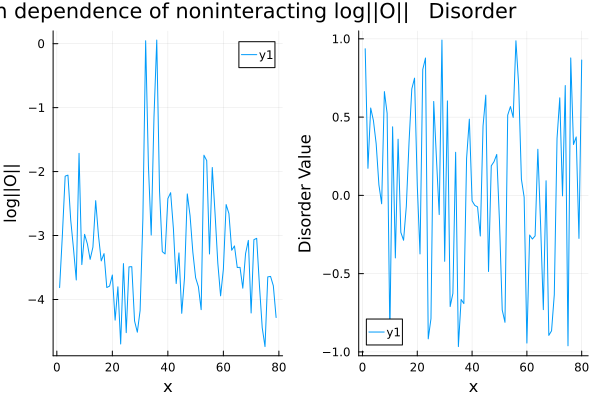 n dependence of noninteracting log||O|| Disorder
0
−1
−2
−3
−4
0
20
40
60
80
x
log||O||
y1
1.0
0.5
0.0
−0.5
−1.0
0
20
40
60
80
x
Disorder Value
y1